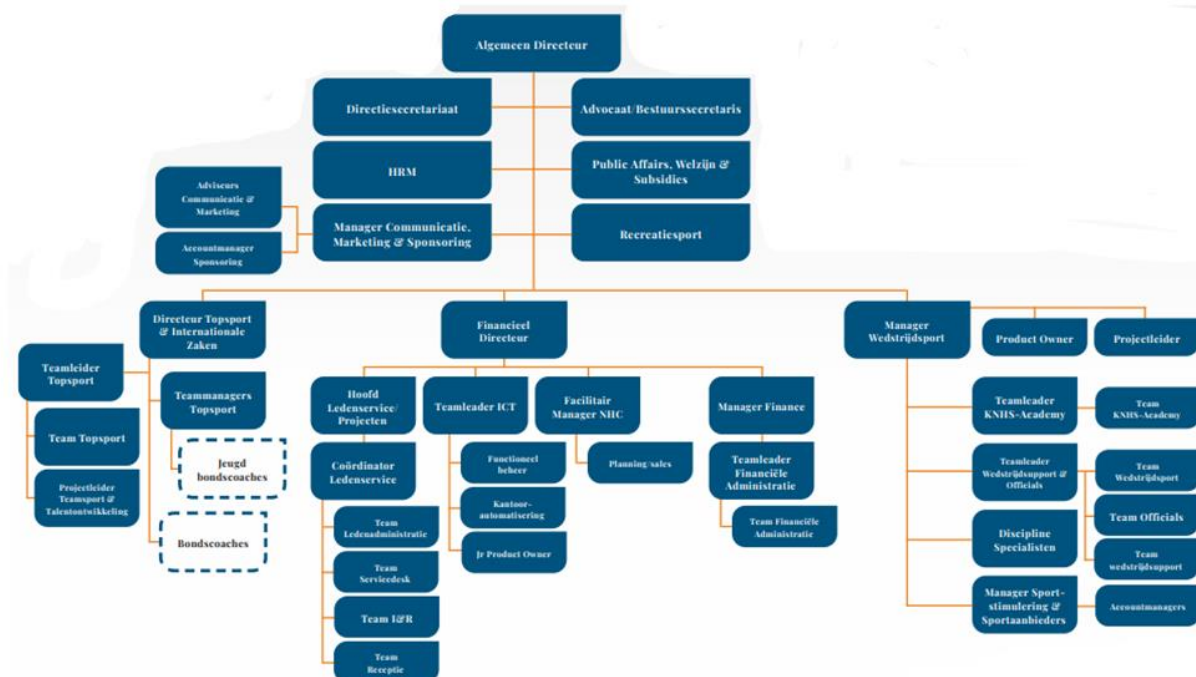 Algemeen Directeur
Directiesecretariaat
Advocaat/Bestuurssecretaris
HRM
Public Affairs, Welzijn &
Subsidies
Adviseurs
Communicatie &
Marketing
Accountmanager
Sponsoring
Manager Communicatie,
Marketing & Sponsoring
Recreatiesport
Directeur Topsport
& Internationale
Zaken
Financieel
Directeur
Manager
Wedstrijdsport
Product Owner
Projectleider
Teamleider
Topsport
Teammanagers
Topsport
Team Topsport
Jeugd
bondscoaches
Projectleider
Teamsport &
Talentontwikkeling
Bondscoaches
Hoofd
Ledenservice/
Projecten
Teamleader ICT
Facilitair
Manager NHC
Manager Finance
Coördinator
Ledenservice
Functioneel
beheer
Planning/sales
Teamleader
Financiële
Administratie
Kantoor-
automatisering
Team
Ledenadministratie
Team Financiële
Administratie
Jr Product Owner
Team
Servicedesk
Team I&R
Team
Receptie
Teamleader
KNHS-Academy
Team
KNHS-Academy
Teamleader
Wedstrijdsupport &
Officials
Team
Wedstrijdsport
Team Officials
Discipline
Specialisten
Team
wedstrijdsupport
Manager Sport-
stimulering &
Sportaanbieders
Accountmanagers